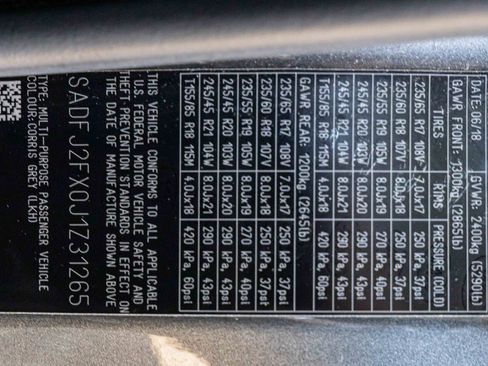 DATE: 06/18 GVWR: 2400kg (5290lb)
GAWR FRONT: 1300kg (2865lb)
TIRES RIMS PRESSURE (COLD)
235/65 R17 108V 7.0Jx17 250 kPa, 37psi
235/60 R18 107V 8.0Jx18 250 kPa, 37psi
235/55 R19 105W 8.0Jx19 270 kPa, 40psi
245/45 R20 103W 8.0Jx20 290 kPa, 43psi
245/45 R21 104W 8.0Jx21 290 kPa, 43psi
T155/85 R18 115M 4.0Jx18 420 kPa, 60psi
GAWR REAR: 1200kg (2645lb)
235/65 R17 108V 7.0Jx17 250 kPa, 37psi
235/60 R18 107V 8.0Jx18 250 kPa, 37psi
235/55 R19 105W 8.0Jx19 270 kPa, 40psi
245/45 R20 103W 8.0Jx20 290 kPa, 43psi
245/45 R21 104W 8.0Jx21 290 kPa, 43psi
T155/85 R18 115M 4.0Jx18 420 kPa, 60psi
THIS VEHICLE CONFORMS TO ALL APPLICABLE
U.S. FEDERAL MOTOR VEHICLE SAFETY AND
THEFT-PREVENTION STANDARDS IN EFFECT ON
THE DATE OF MANUFACTURE SHOWN ABOVE
SADFJ2FX0J1Z31265
TYPE: MULTI-PURPOSE PASSENGER VEHICLE
COLOUR:CORRIS GREY (LKH)